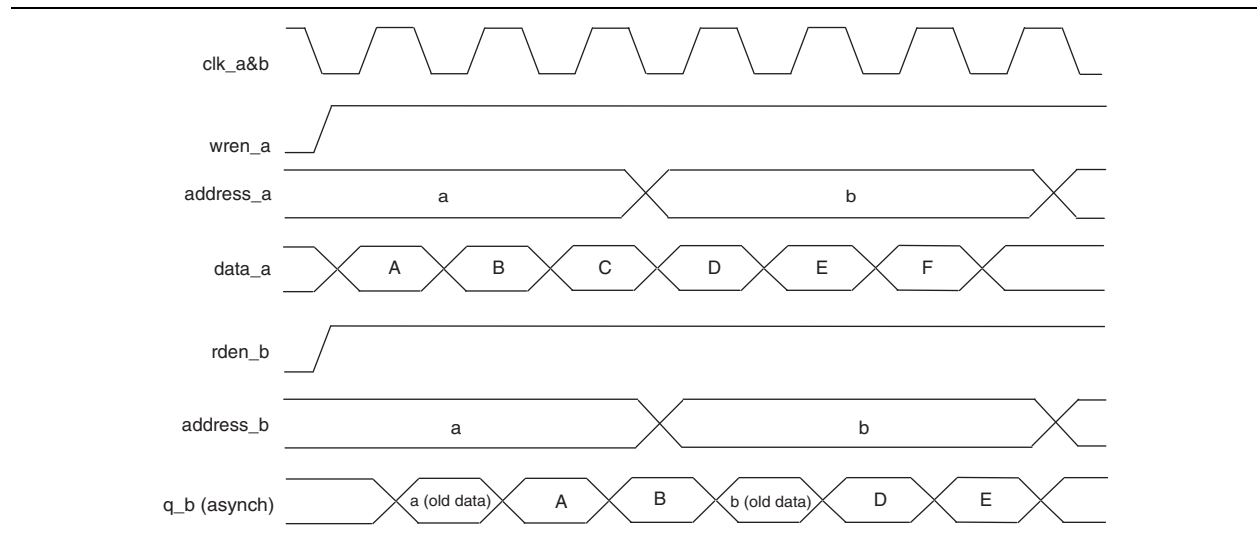 clk_a&b
wren_a
address_a a b
data_a A B C D E F
rden_b
address_b a b
q_b (asynch) a (old data) A B b (old data) D E